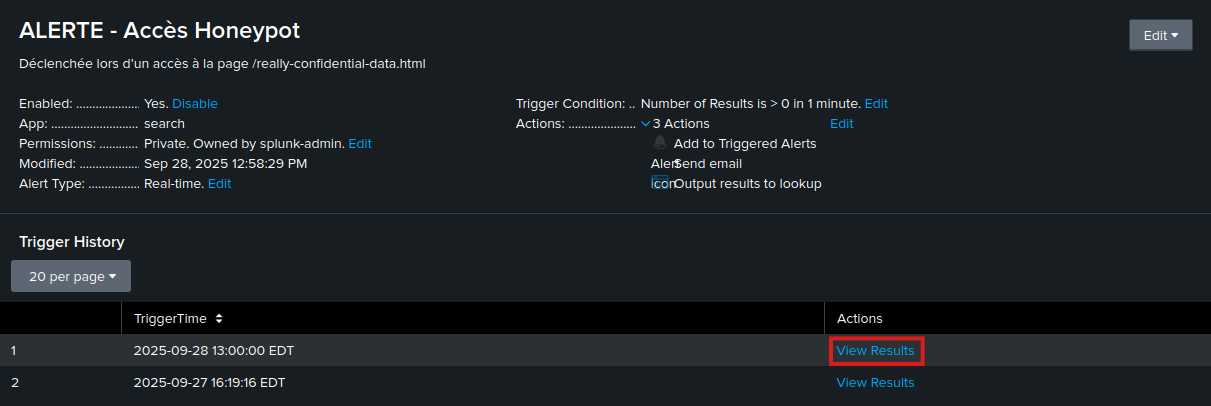 ALERTE - Accès Honeypot
Edit
Déclenchée lors d'un accès à la page /really-confidential-data.html
Enabled: .................... Yes. Disable
App: ............................ search
Permissions: ............... Private. Owned by splunk-admin. Edit
Modified: ..................... Sep 28, 2025 12:58:29 PM
Alert Type: ................. Real-time. Edit
Trigger Condition: .. Number of Results is > 0 in 1 minute. Edit
Actions: ...................... 3 Actions Edit
Add to Triggered Alerts
Alert Send email
icon Output results to lookup
Trigger History
20 per page
TriggerTime Actions
1 2025-09-28 13:00:00 EDT View Results
2 2025-09-27 16:19:16 EDT View Results